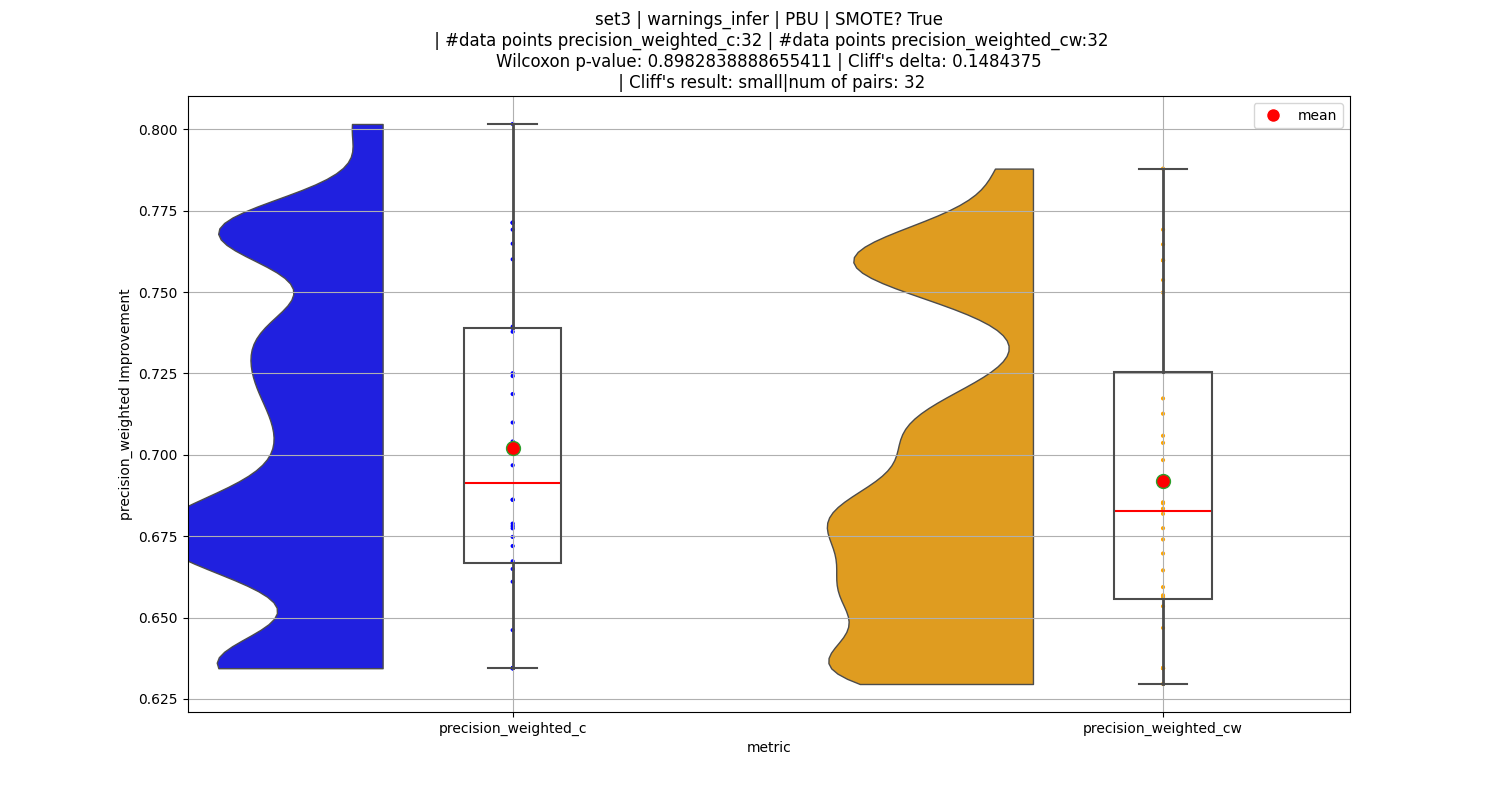 set3 | warnings_infer | PBU | SMOTE? True
| #data points precision_weighted_c:32 | #data points precision_weighted_cw:32
Wilcoxon p-value: 0.8982838888655411 | Cliff's delta: 0.1484375
| Cliff's result: small|num of pairs: 32
mean
0.800
0.775
0.750
0.725
0.700
0.675
0.650
0.625
precision_weighted Improvement
precision_weighted_c
precision_weighted_cw
metric